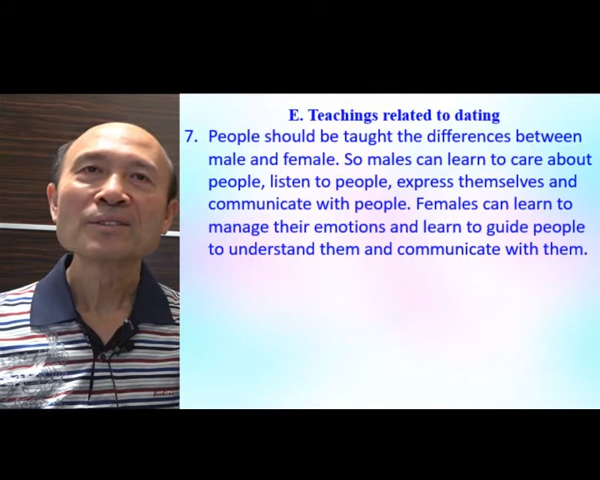 E. Teachings related to dating
7. People should be taught the differences between
male and female. So males can learn to care about
people, listen to people, express themselves and
communicate with people. Females can learn to
manage their emotions and learn to guide people
to understand them and communicate with them.